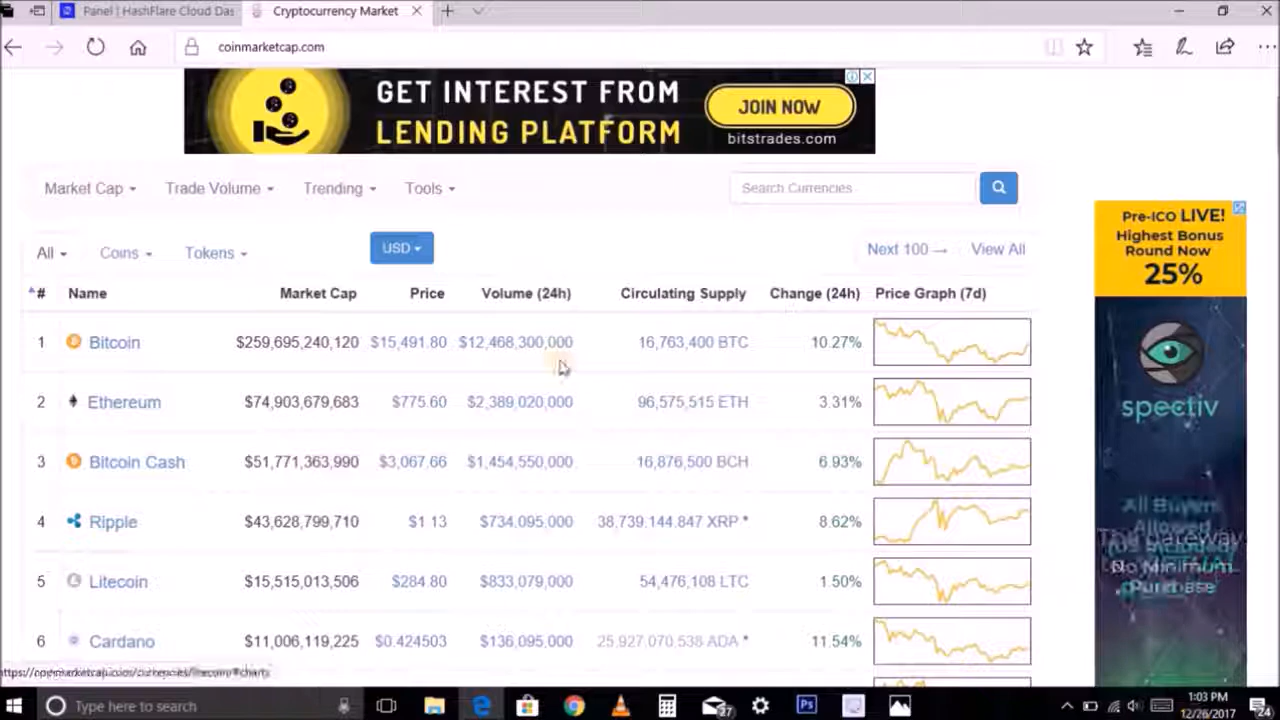 Panel | HashFlare Cloud Das
Cryptocurrency Market
coinmarketcap.com
GET INTEREST FROM
LENDING PLATFORM
JOIN NOW
bitstrades.com
Market Cap
Trade Volume
Trending
Tools
Search Currencies
All
Coins
Tokens
USD
Next 100 →
View All
# Name Market Cap Price Volume (24h) Circulating Supply Change (24h) Price Graph (7d)
1 Bitcoin $259,695,240,120 $15,491.80 $12,468,300,000 16,763,400 BTC 10.27%
2 Ethereum $74,903,679,683 $775.60 $2,389,020,000 96,575,515 ETH 3.31%
3 Bitcoin Cash $51,771,363,990 $3,067.66 $1,454,550,000 16,876,500 BCH 6.93%
4 Ripple $43,628,799,710 $1.13 $734,095,000 38,739,144,847 XRP * 8.62%
5 Litecoin $15,515,013,506 $284.80 $833,079,000 54,476,108 LTC 1.50%
6 Cardano $11,006,119,225 $0.424503 $136,095,000 25,927,070,538 ADA * 11.54%
Pre-ICO LIVE!
Highest Bonus
Round Now
25%
spectiv
All Buyers
Allowed
No Minimum
Purchase
Type here to search
27
Ps
1:03 PM
12/26/2017
24